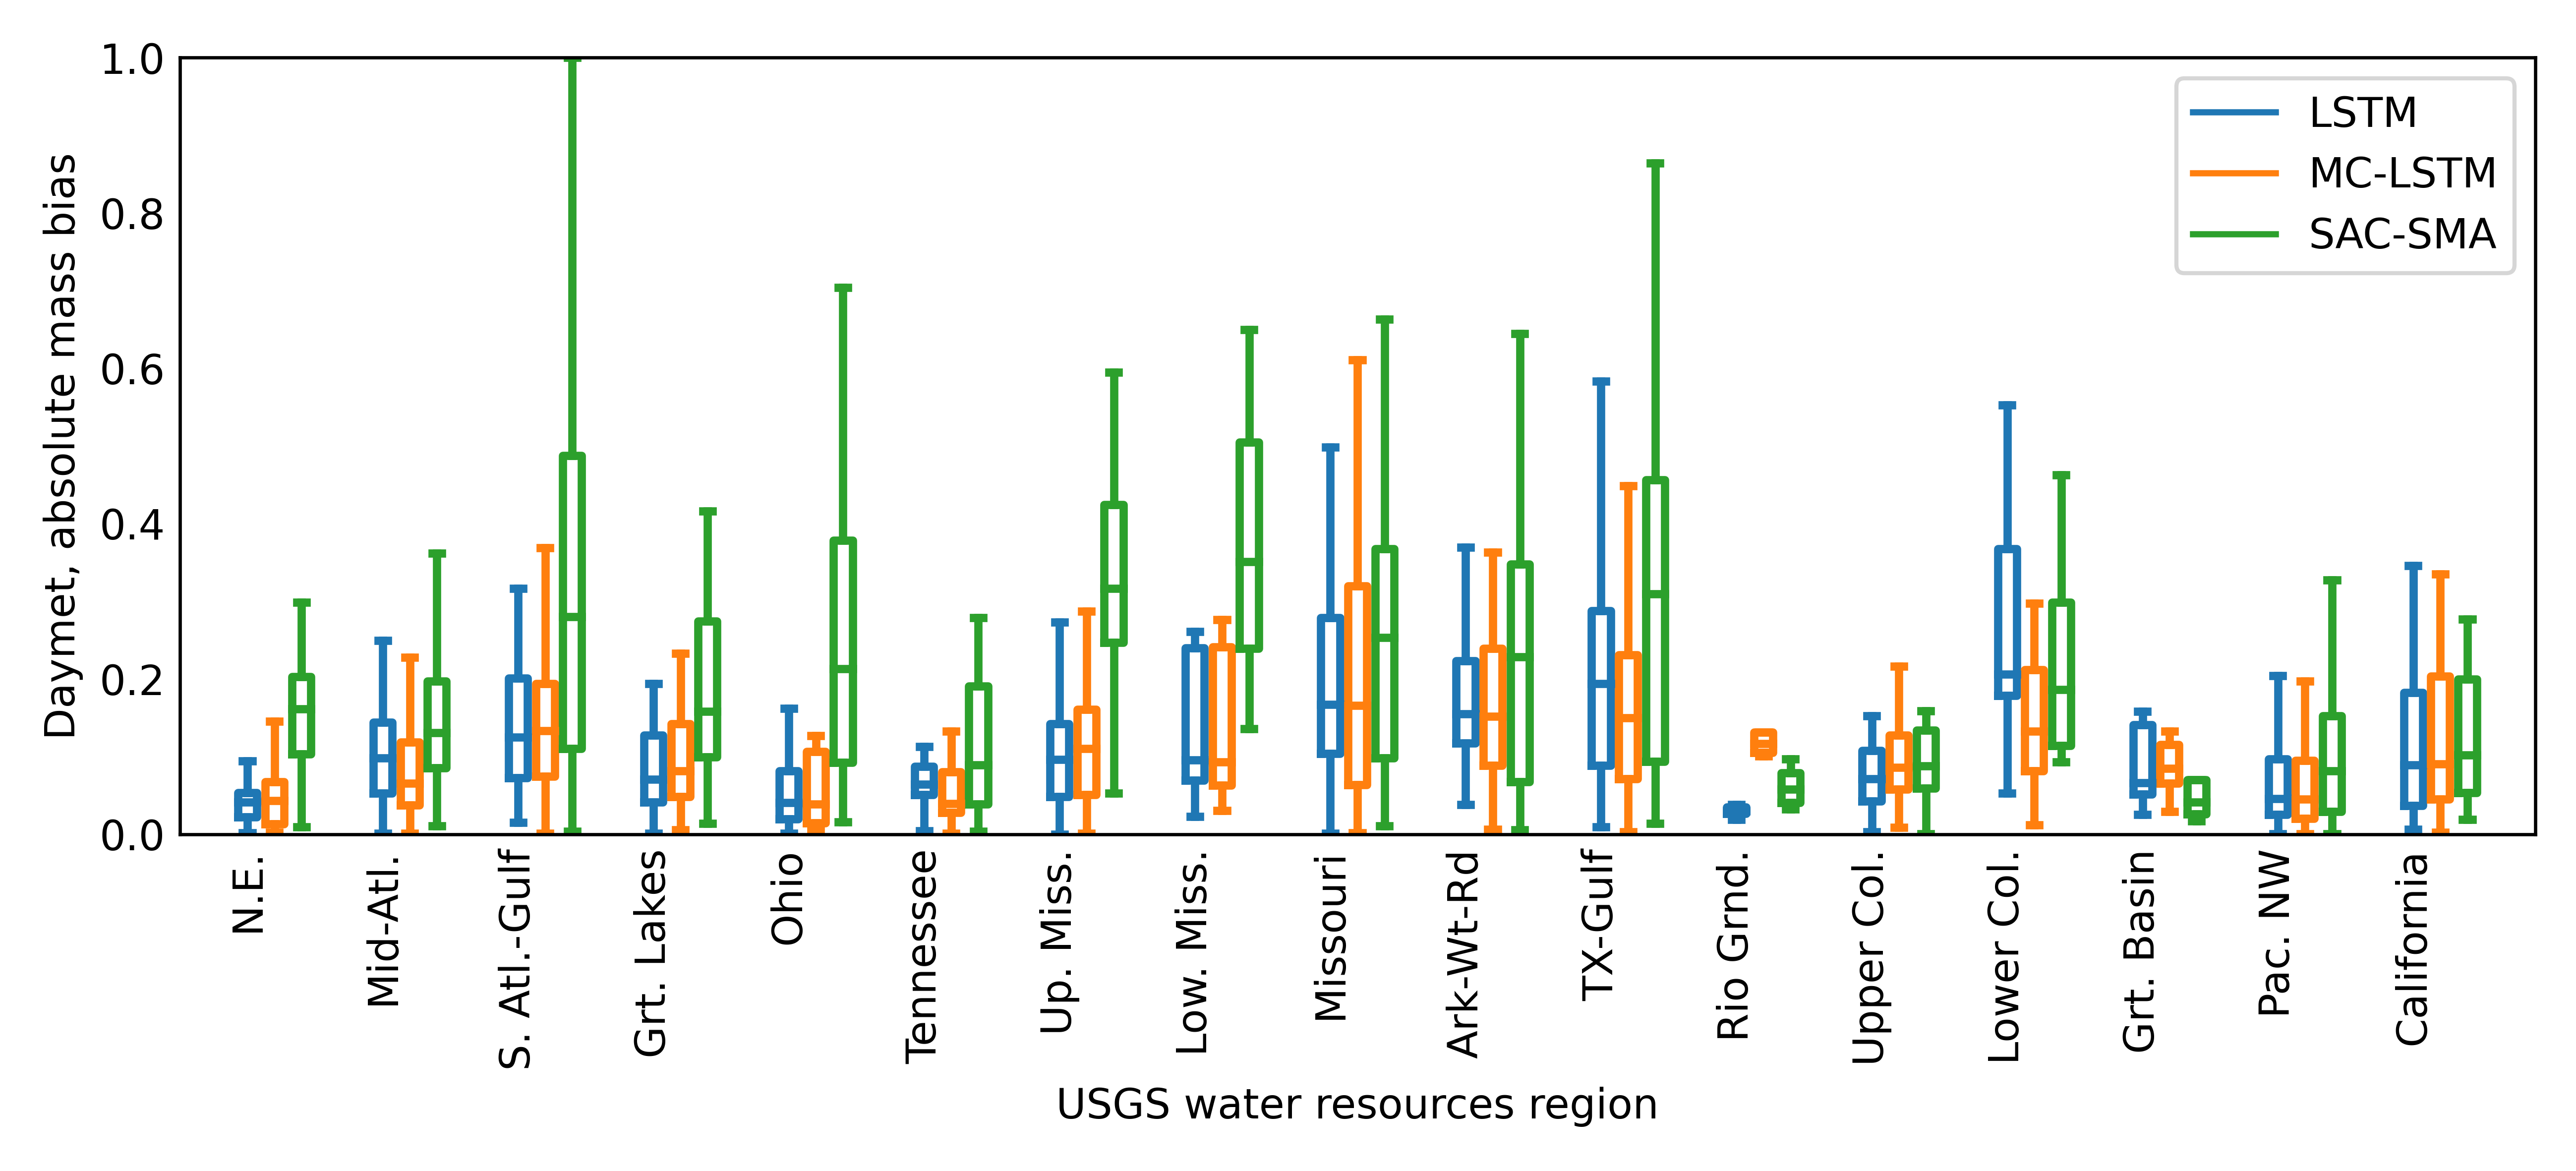 1.0
0.8
0.6
0.4
0.2
0.0
Daymet, absolute mass bias
LSTM
MC-LSTM
SAC-SMA
N.E.
Mid-Atl.
S. Atl.-Gulf
Grt. Lakes
Ohio
Tennessee
Up. Miss.
Low. Miss.
Missouri
Ark-Wt-Rd
TX-Gulf
Rio Grnd.
Upper Col.
Lower Col.
Grt. Basin
Pac. NW
California
USGS water resources region